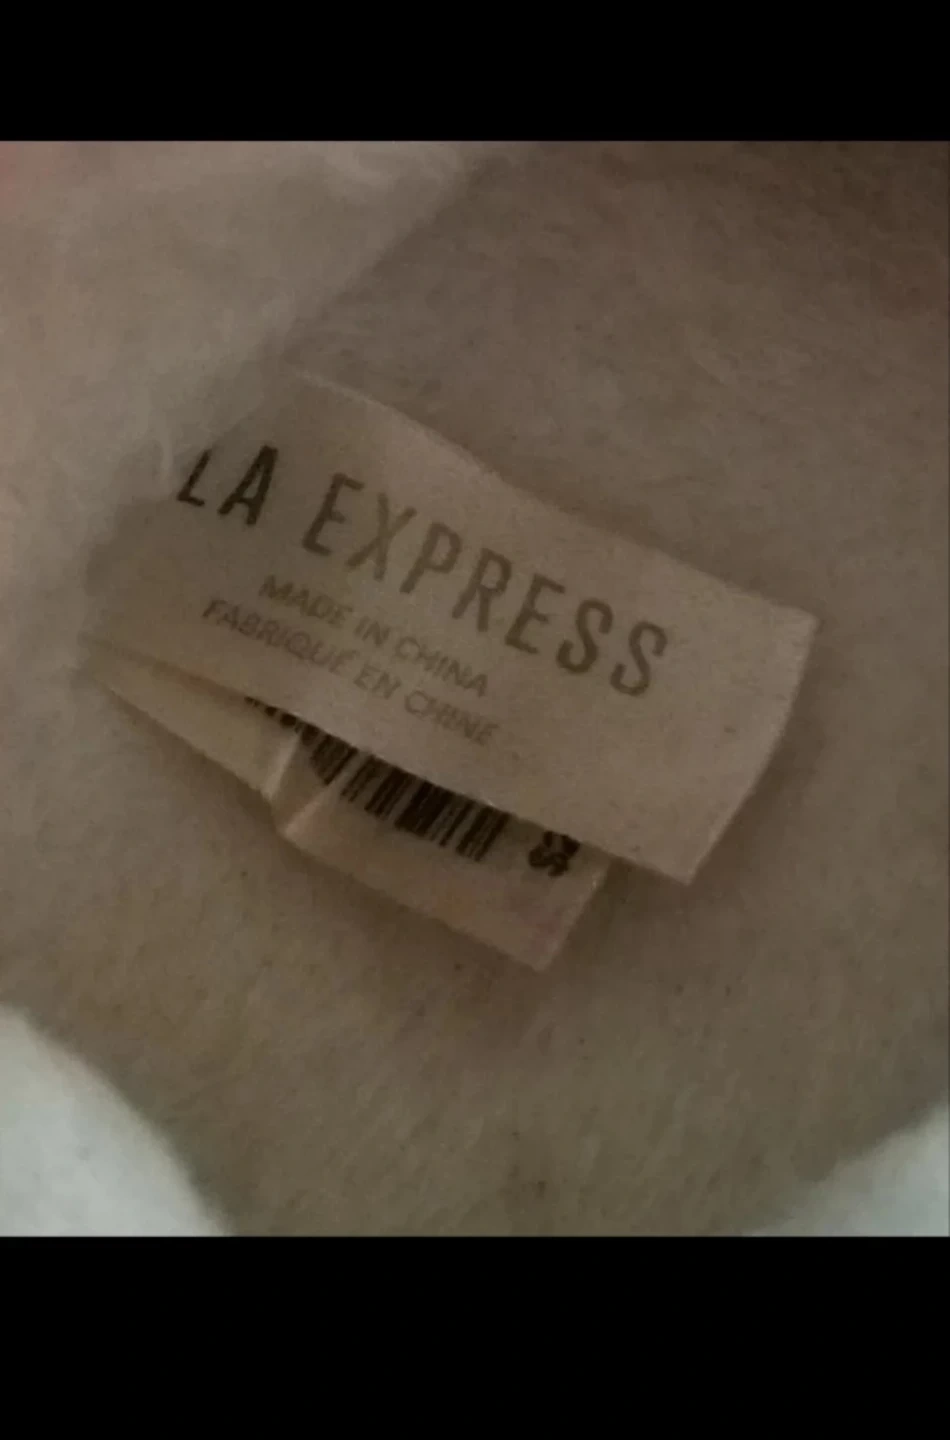 LA EXPRESS
MADE IN CHINA
FABRIQUÉ EN CHINE